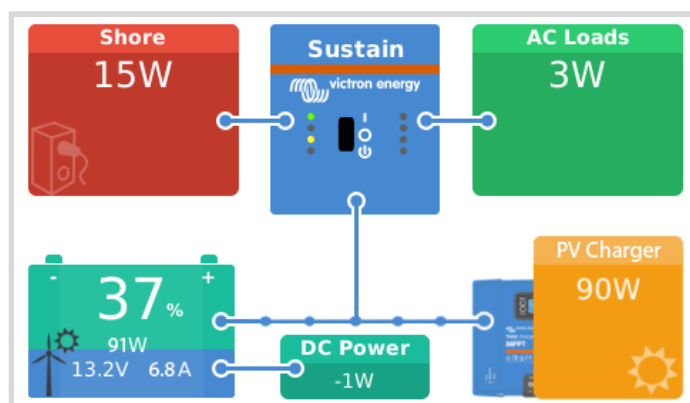 Shore
15W
Sustain
victron energy
AC Loads
3W
37 %
91W
13.2V 6.8A
DC Power
-1W
PV Charger
90W
MPPT